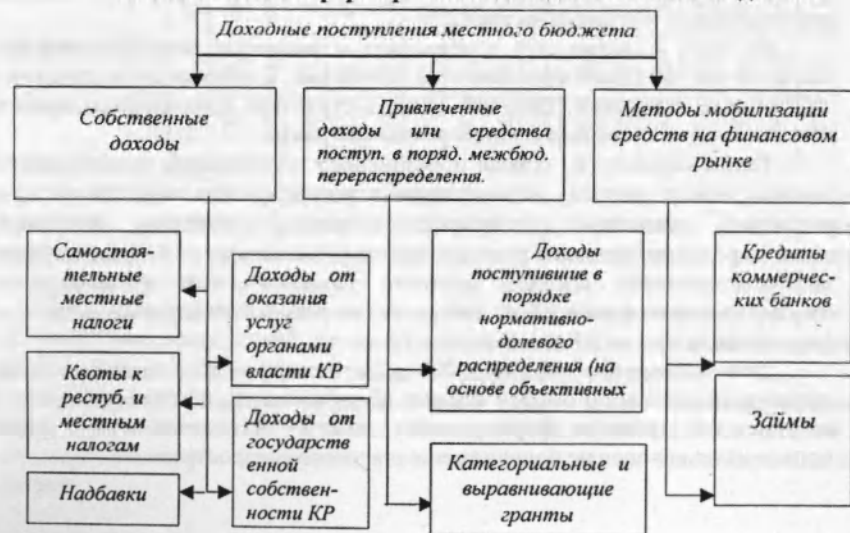 Доходные поступления местного бюджета
Собственные
доходы
Привлеченные
доходы или средства
поступ. в поряд. межбюд.
перераспределения.
Методы мобилизации
средств на финансовом
рынке
Самостоя-
тельные
местные
налоги
Квоты к
респуб. и
местным
налогам
Надбавки
Доходы от
оказания
услуг
органами
власти КР
Доходы
государств
енной
собствен-
ности КР
Доходы
поступившие в
порядке
нормативно-
долевого
распределения (на
основе объективных
Категориальные и
выравнивающие
гранты
Кредиты
коммерчес-
ких банков
Займы